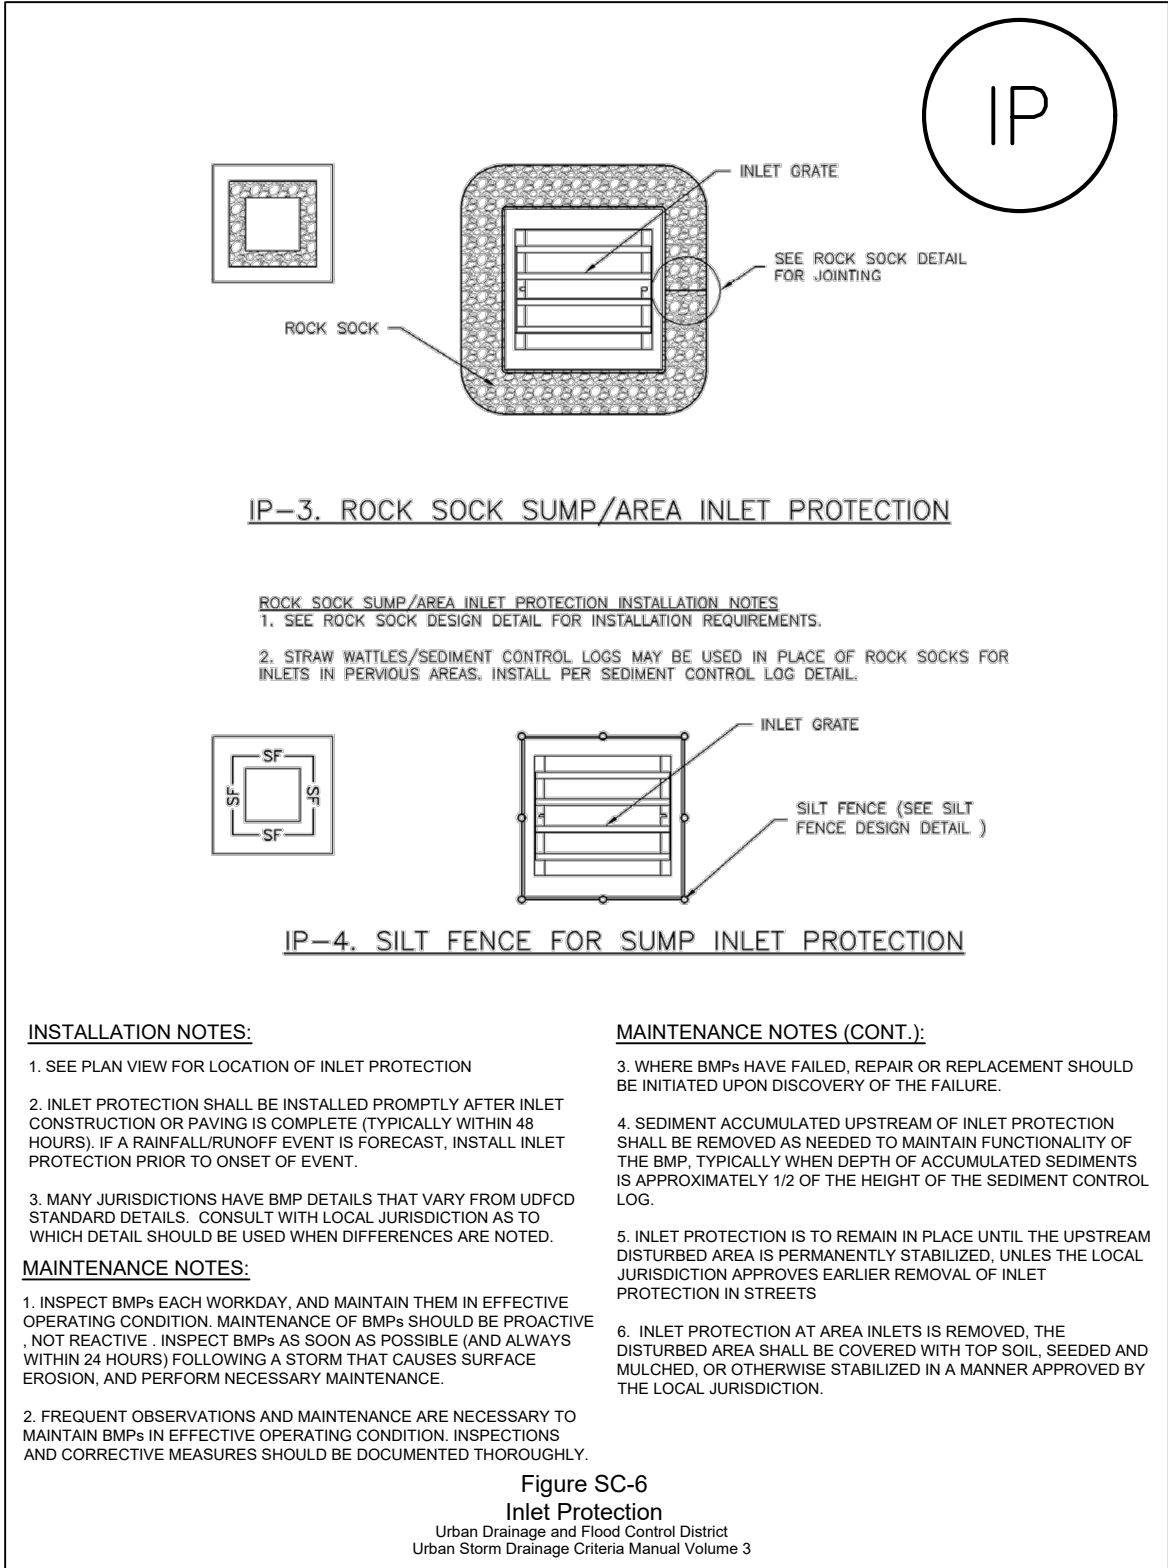 IP
INLET GRATE
SEE ROCK SOCK DETAIL
FOR JOINTING
ROCK SOCK
IP-3. ROCK SOCK SUMP/AREA INLET PROTECTION
ROCK SOCK SUMP/AREA INLET PROTECTION INSTALLATION NOTES
1. SEE ROCK SOCK DESIGN DETAIL FOR INSTALLATION REQUIREMENTS.
2. STRAW WATTLES/SEDIMENT CONTROL LOGS MAY BE USED IN PLACE OF ROCK SOCKS FOR
INLETS IN PERVIOUS AREAS. INSTALL PER SEDIMENT CONTROL LOG DETAIL.
SF
SF
SF
SF
INLET GRATE
SILT FENCE (SEE SILT
FENCE DESIGN DETAIL )
IP-4. SILT FENCE FOR SUMP INLET PROTECTION
INSTALLATION NOTES:
1. SEE PLAN VIEW FOR LOCATION OF INLET PROTECTION
2. INLET PROTECTION SHALL BE INSTALLED PROMPTLY AFTER INLET
CONSTRUCTION OR PAVING IS COMPLETE (TYPICALLY WITHIN 48
HOURS). IF A RAINFALL/RUNOFF EVENT IS FORECAST, INSTALL INLET
PROTECTION PRIOR TO ONSET OF EVENT.
3. MANY JURISDICTIONS HAVE BMP DETAILS THAT VARY FROM UDFCD
STANDARD DETAILS. CONSULT WITH LOCAL JURISDICTION AS TO
WHICH DETAIL SHOULD BE USED WHEN DIFFERENCES ARE NOTED.
MAINTENANCE NOTES:
1. INSPECT BMPs EACH WORKDAY, AND MAINTAIN THEM IN EFFECTIVE
OPERATING CONDITION. MAINTENANCE OF BMPs SHOULD BE PROACTIVE
, NOT REACTIVE . INSPECT BMPs AS SOON AS POSSIBLE (AND ALWAYS
WITHIN 24 HOURS) FOLLOWING A STORM THAT CAUSES SURFACE
EROSION, AND PERFORM NECESSARY MAINTENANCE.
2. FREQUENT OBSERVATIONS AND MAINTENANCE ARE NECESSARY TO
MAINTAIN BMPs IN EFFECTIVE OPERATING CONDITION. INSPECTIONS
AND CORRECTIVE MEASURES SHOULD BE DOCUMENTED THOROUGHLY.
MAINTENANCE NOTES (CONT.):
3. WHERE BMPs HAVE FAILED, REPAIR OR REPLACEMENT SHOULD
BE INITIATED UPON DISCOVERY OF THE FAILURE.
4. SEDIMENT ACCUMULATED UPSTREAM OF INLET PROTECTION
SHALL BE REMOVED AS NEEDED TO MAINTAIN FUNCTIONALITY OF
THE BMP, TYPICALLY WHEN DEPTH OF ACCUMULATED SEDIMENTS
IS APPROXIMATELY 1/2 OF THE HEIGHT OF THE SEDIMENT CONTROL
LOG.
5. INLET PROTECTION IS TO REMAIN IN PLACE UNTIL THE UPSTREAM
DISTURBED AREA IS PERMANENTLY STABILIZED, UNLES THE LOCAL
JURISDICTION APPROVES EARLIER REMOVAL OF INLET
PROTECTION IN STREETS
6. INLET PROTECTION AT AREA INLETS IS REMOVED, THE
DISTURBED AREA SHALL BE COVERED WITH TOP SOIL, SEEDED AND
MULCHED, OR OTHERWISE STABILIZED IN A MANNER APPROVED BY
THE LOCAL JURISDICTION.
Figure SC-6
Inlet Protection
Urban Drainage and Flood Control District
Urban Storm Drainage Criteria Manual Volume 3